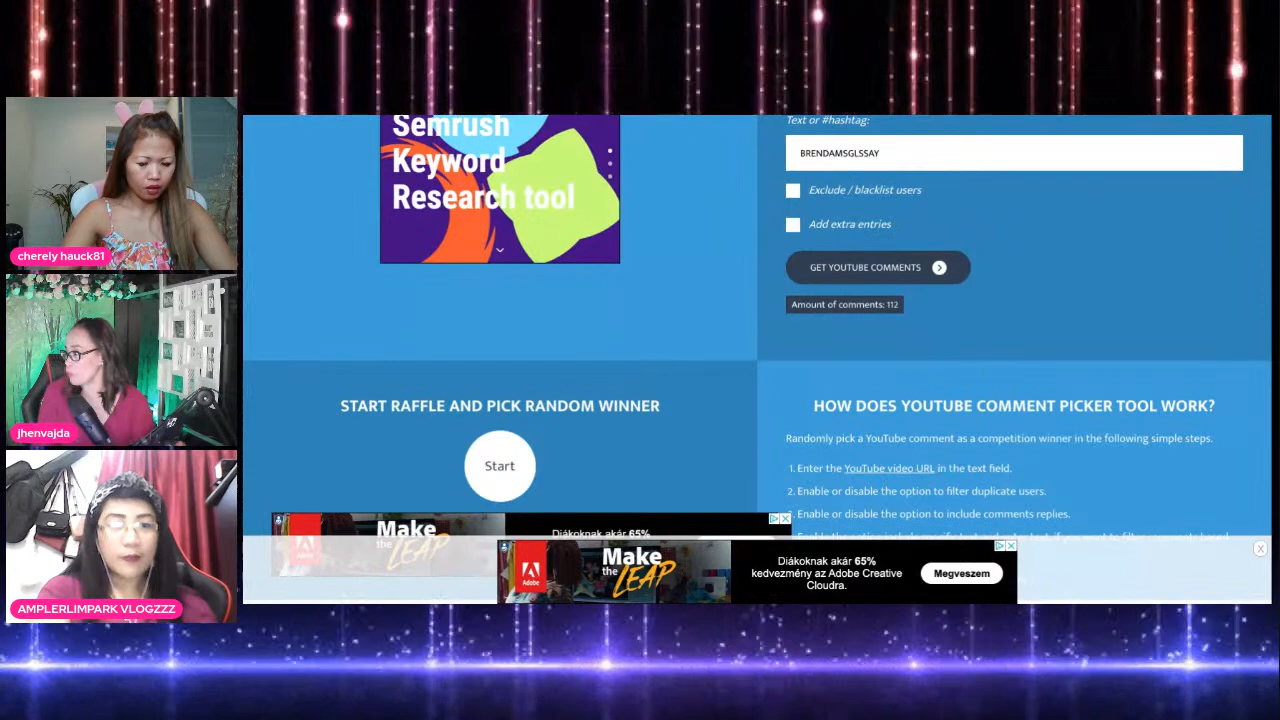 cherely hauck81
jhenvajda
AMPLERLIMPARK VLOGZZZ
Semrush
Keyword
Research tool
Text or #hashtag:
BRENDAMSGLSSAY
Exclude / blacklist users
Add extra entries
GET YOUTUBE COMMENTS
Amount of comments: 112
START RAFFLE AND PICK RANDOM WINNER
Start
HOW DOES YOUTUBE COMMENT PICKER TOOL WORK?
Randomly pick a YouTube comment as a competition winner in the following simple steps.
1. Enter the YouTube video URL in the text field.
2. Enable or disable the option to filter duplicate users.
Enable or disable the option to include comments replies.
Make
the LEAP
Diákoknak akár 65%
Adobe
Make
the LEAP
Diákoknak akár 65%
kedvezmény az Adobe Creative
Cloudra.
Megveszem